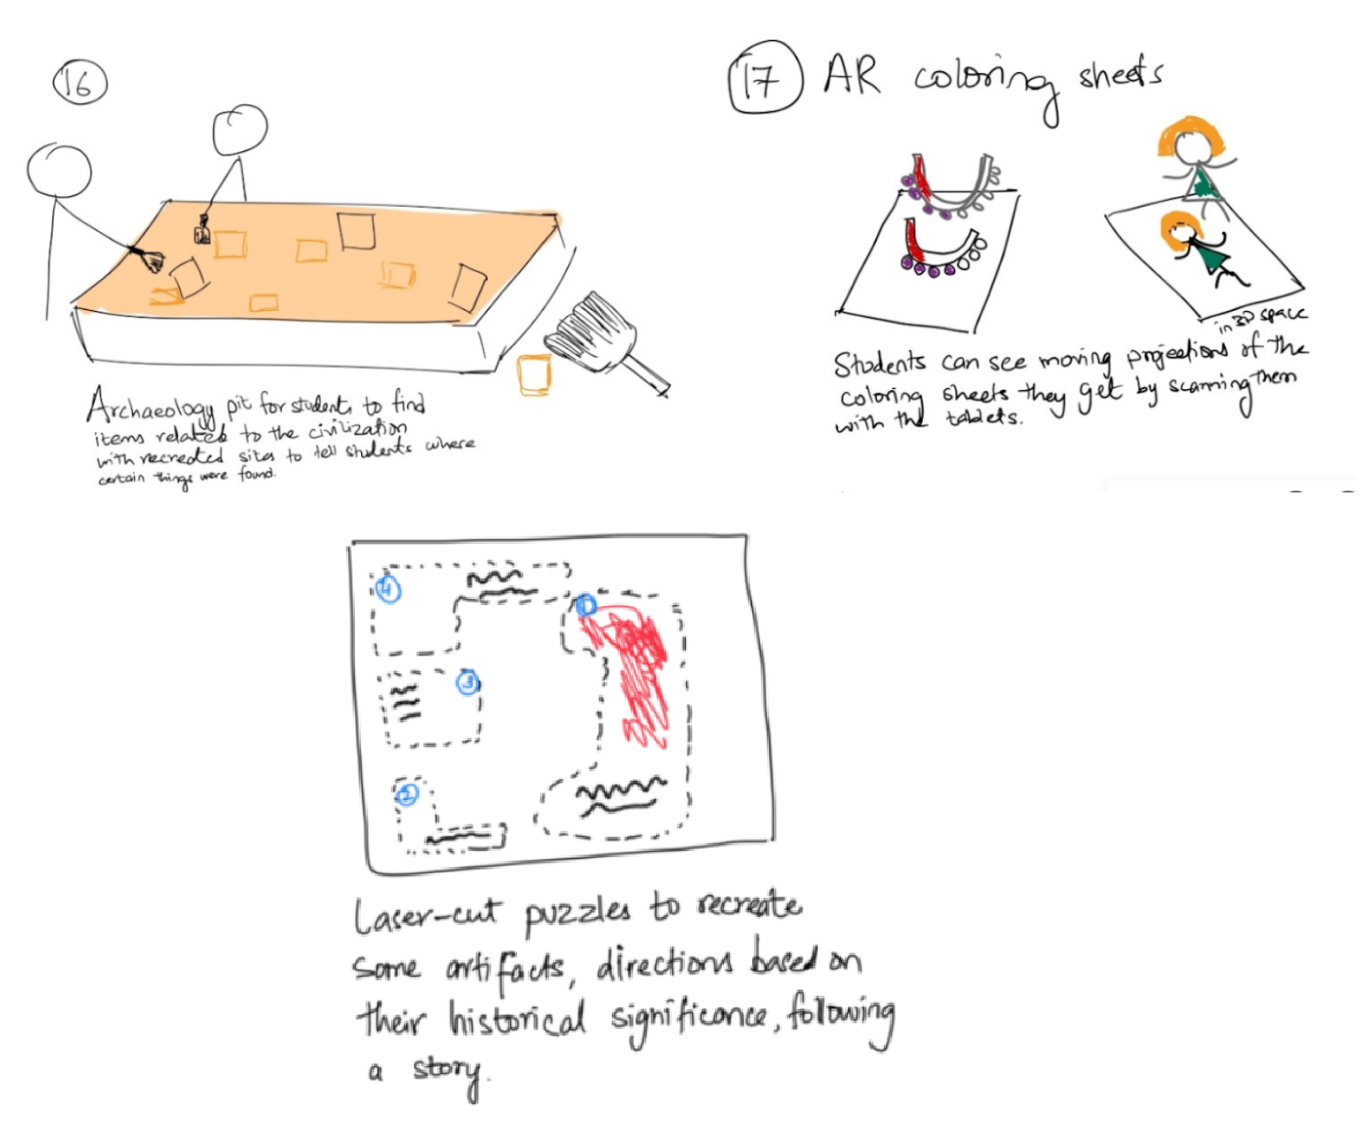 16
Archaeology pit for students to find
items related to the civilization
with recreated sites to tell students where
certain things were found.
17 AR coloring sheets
in 3D space
Students can see moving projections of the
coloring sheets they get by scanning them
with the tablets.
4
1
3
2
Laser-cut puzzles to recreate
some artifacts, directions based on
their historical significance, following
a story.